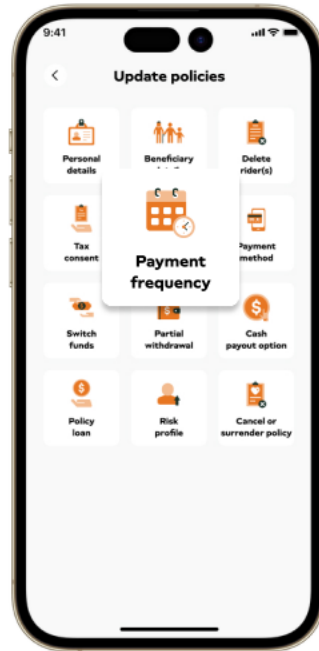 9:41
Update policies
Personal
details
Beneficiary
Delete
rider(s)
Tax
consent
Payment
frequency
Payment
method
Switch
funds
Partial
withdrawal
Cash
payout option
Policy
loan
Risk
profile
Cancel or
surrender policy